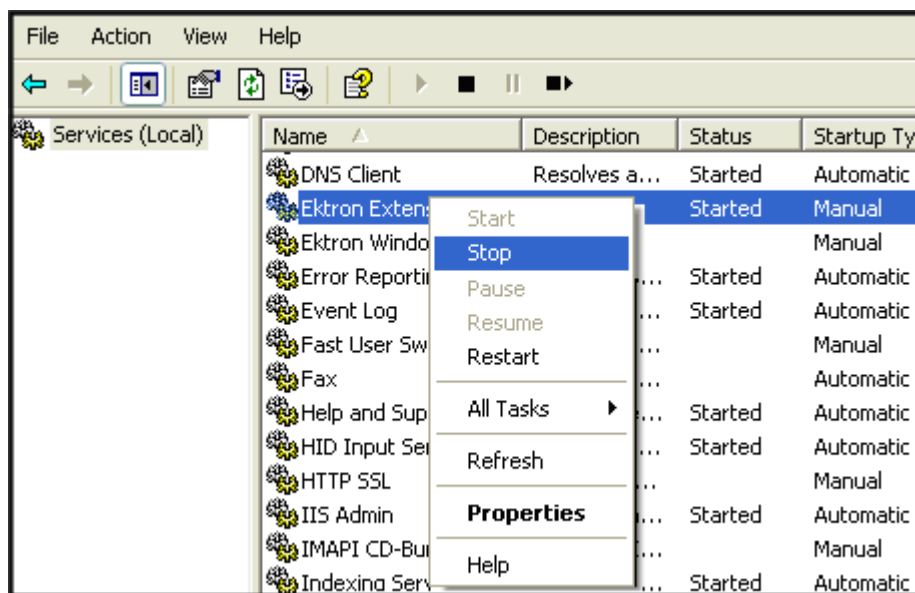 File Action View Help
Services (Local)
Name Description Status Startup Ty
DNS Client Resolves a... Started Automatic
Ektron Extens Started Manual
Ektron Windo Manual
Error Reportin ... Started Automatic
Event Log ... Started Automatic
Fast User Sw ... Manual
Fax ... Automatic
Help and Sup ... Started Automatic
HID Input Ser ... Started Automatic
HTTP SSL ... Manual
IIS Admin ... Started Automatic
IMAPI CD-Bu ... Manual
Indexing Serv ... Started Automatic
Start
Stop
Pause
Resume
Restart
All Tasks
Refresh
Properties
Help